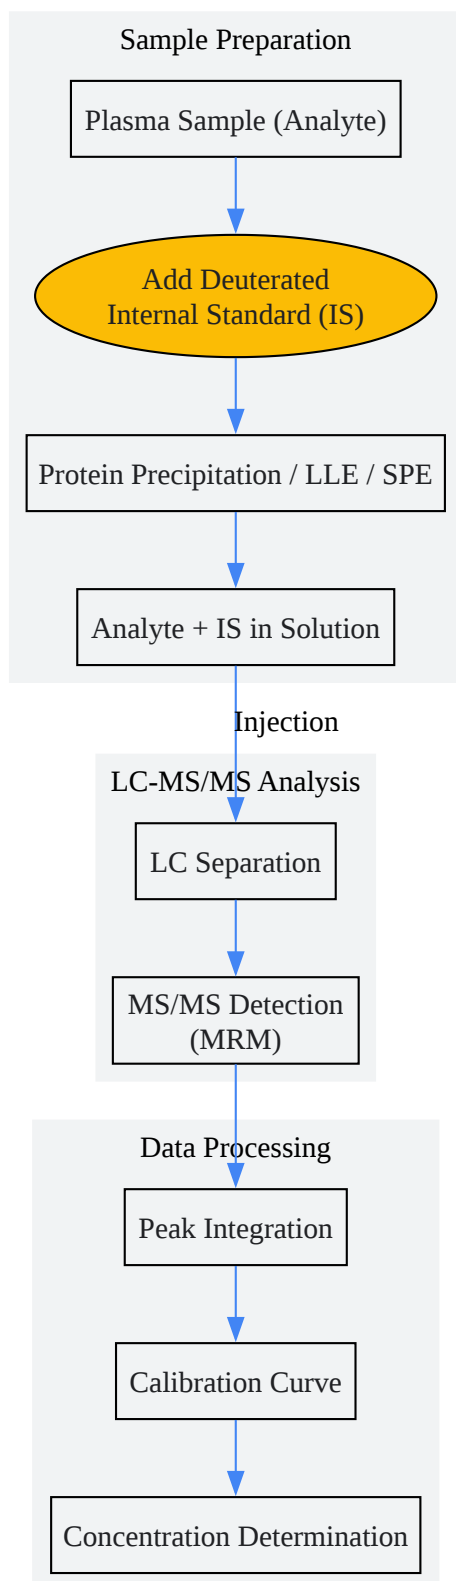 Sample Preparation
Plasma Sample (Analyte)
Add Deuterated
Internal Standard (IS)
Protein Precipitation / LLE / SPE
Analyte + IS in Solution
Injection
LC-MS/MS Analysis
LC Separation
MS/MS Detection
(MRM)
Data Processing
Peak Integration
Calibration Curve
Concentration Determination